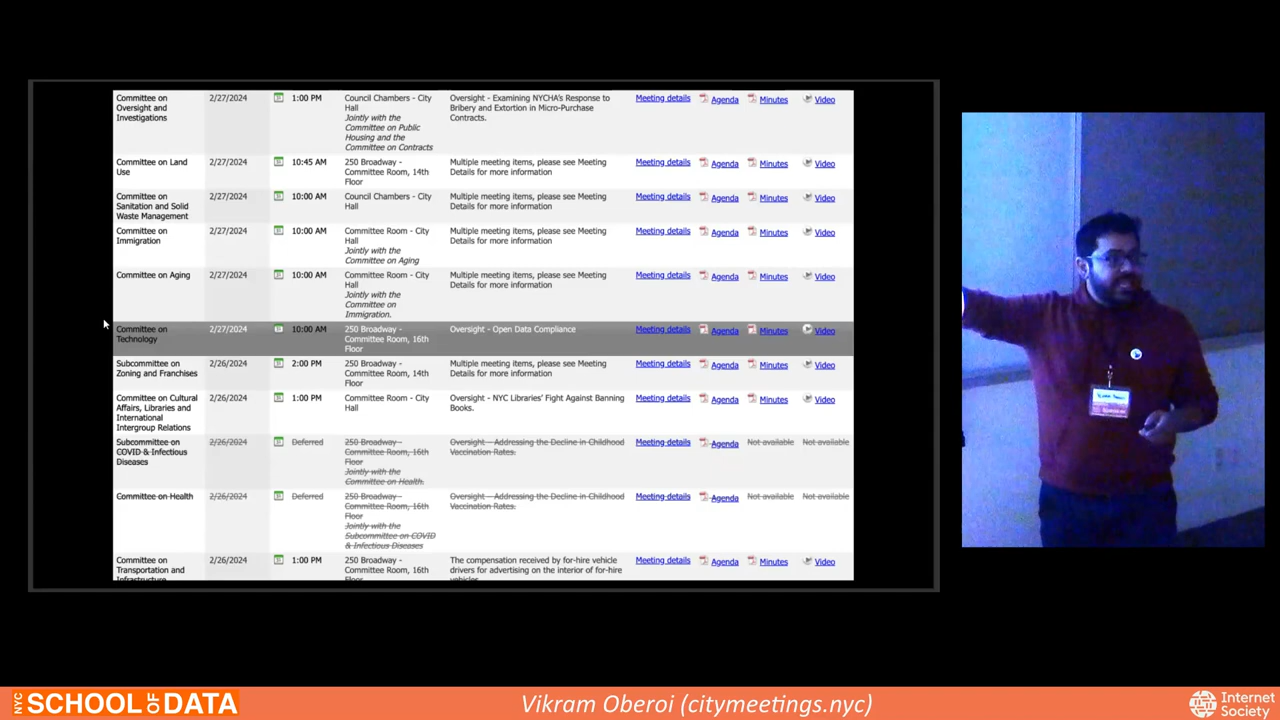 Committee on
Oversight and
Investigations
2/27/2024
1:00 PM
Council Chambers - City
Hall
Jointly with the
Committee on Public
Housing and the
Committee on Contracts
Oversight - Examining NYCHA's Response to
Bribery and Extortion in Micro-Purchase
Contracts.
Meeting details
Agenda
Minutes
Video
Committee on Land
Use
2/27/2024
10:45 AM
250 Broadway -
Committee Room, 14th
Floor
Multiple meeting items, please see Meeting
Details for more information
Meeting details
Agenda
Minutes
Video
Committee on
Sanitation and Solid
Waste Management
2/27/2024
10:00 AM
Council Chambers - City
Hall
Multiple meeting items, please see Meeting
Details for more information
Meeting details
Agenda
Minutes
Video
Committee on
Immigration
2/27/2024
10:00 AM
Committee Room - City
Hall
Jointly with the
Committee on Aging
Multiple meeting items, please see Meeting
Details for more information
Meeting details
Agenda
Minutes
Video
Committee on Aging
2/27/2024
10:00 AM
Committee Room - City
Hall
Jointly with the
Committee on
Immigration.
Multiple meeting items, please see Meeting
Details for more information
Meeting details
Agenda
Minutes
Video
Committee on
Technology
2/27/2024
10:00 AM
250 Broadway -
Committee Room, 16th
Floor
Oversight - Open Data Compliance
Meeting details
Agenda
Minutes
Video
Subcommittee on
Zoning and Franchises
2/26/2024
2:00 PM
250 Broadway -
Committee Room, 14th
Floor
Multiple meeting items, please see Meeting
Details for more information
Meeting details
Agenda
Minutes
Video
Committee on Cultural
Affairs, Libraries and
International
Intergroup Relations
2/26/2024
1:00 PM
Committee Room - City
Hall
Oversight - NYC Libraries' Fight Against Banning
Books.
Meeting details
Agenda
Minutes
Video
Subcommittee on
COVID & Infectious
Diseases
2/26/2024
Deferred
250 Broadway -
Committee Room, 16th
Floor
Jointly with the
Committee on Health.
Oversight - Addressing the Decline in Childhood
Vaccination Rates.
Meeting details
Agenda
Not available
Not available
Committee on Health
2/26/2024
Deferred
250 Broadway -
Committee Room, 16th
Floor
Jointly with the
Subcommittee on COVID
& Infectious Diseases
Oversight - Addressing the Decline in Childhood
Vaccination Rates.
Meeting details
Agenda
Not available
Not available
Committee on
Transportation and
Infrastructure
2/26/2024
1:00 PM
250 Broadway -
Committee Room, 16th
Floor
The compensation received by for-hire vehicle
drivers for advertising on the interior of for-hire
vehicles.
Meeting details
Agenda
Minutes
Video
NYC SCHOOL OF DATA
Vikram Oberoi (citymeetings.nyc)
Internet
Society